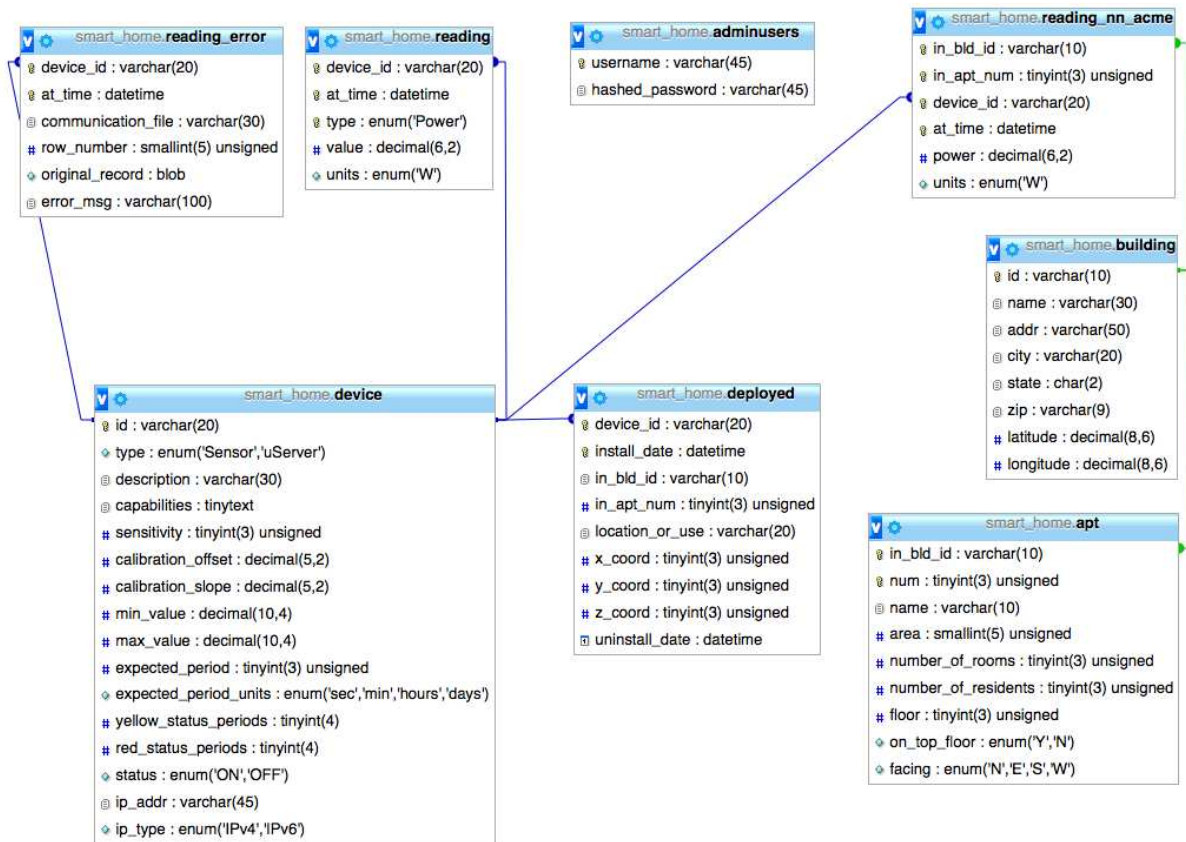 smart_home.reading_error
device_id : varchar(20)
at_time : datetime
communication_file : varchar(30)
row_number : smallint(5) unsigned
original_record : blob
error_msg : varchar(100)
smart_home.reading
device_id : varchar(20)
at_time : datetime
type : enum('Power')
value : decimal(6,2)
units : enum('W')
smart_home.adminusers
username : varchar(45)
hashed_password : varchar(45)
smart_home.reading_nn_acme
in_bld_id : varchar(10)
in_apt_num : tinyint(3) unsigned
device_id : varchar(20)
at_time : datetime
power : decimal(6,2)
units : enum('W')
smart_home.building
id : varchar(10)
name : varchar(30)
addr : varchar(50)
city : varchar(20)
state : char(2)
zip : varchar(9)
latitude : decimal(8,6)
longitude : decimal(8,6)
smart_home.device
id : varchar(20)
type : enum('Sensor','uServer')
description : varchar(30)
capabilities : tinytext
sensitivity : tinyint(3) unsigned
calibration_offset : decimal(5,2)
calibration_slope : decimal(5,2)
min_value : decimal(10,4)
max_value : decimal(10,4)
expected_period : tinyint(3) unsigned
expected_period_units : enum('sec','min','hours','days')
yellow_status_periods : tinyint(4)
red_status_periods : tinyint(4)
status : enum('ON','OFF')
ip_addr : varchar(45)
ip_type : enum('IPv4','IPv6')
smart_home.deployed
device_id : varchar(20)
install_date : datetime
in_bld_id : varchar(10)
in_apt_num : tinyint(3) unsigned
location_or_use : varchar(20)
x_coord : tinyint(3) unsigned
y_coord : tinyint(3) unsigned
z_coord : tinyint(3) unsigned
uninstall_date : datetime
smart_home.apt
in_bld_id : varchar(10)
num : tinyint(3) unsigned
name : varchar(10)
area : smallint(5) unsigned
number_of_rooms : tinyint(3) unsigned
number_of_residents : tinyint(3) unsigned
floor : tinyint(3) unsigned
on_top_floor : enum('Y','N')
facing : enum('N','E','S','W')